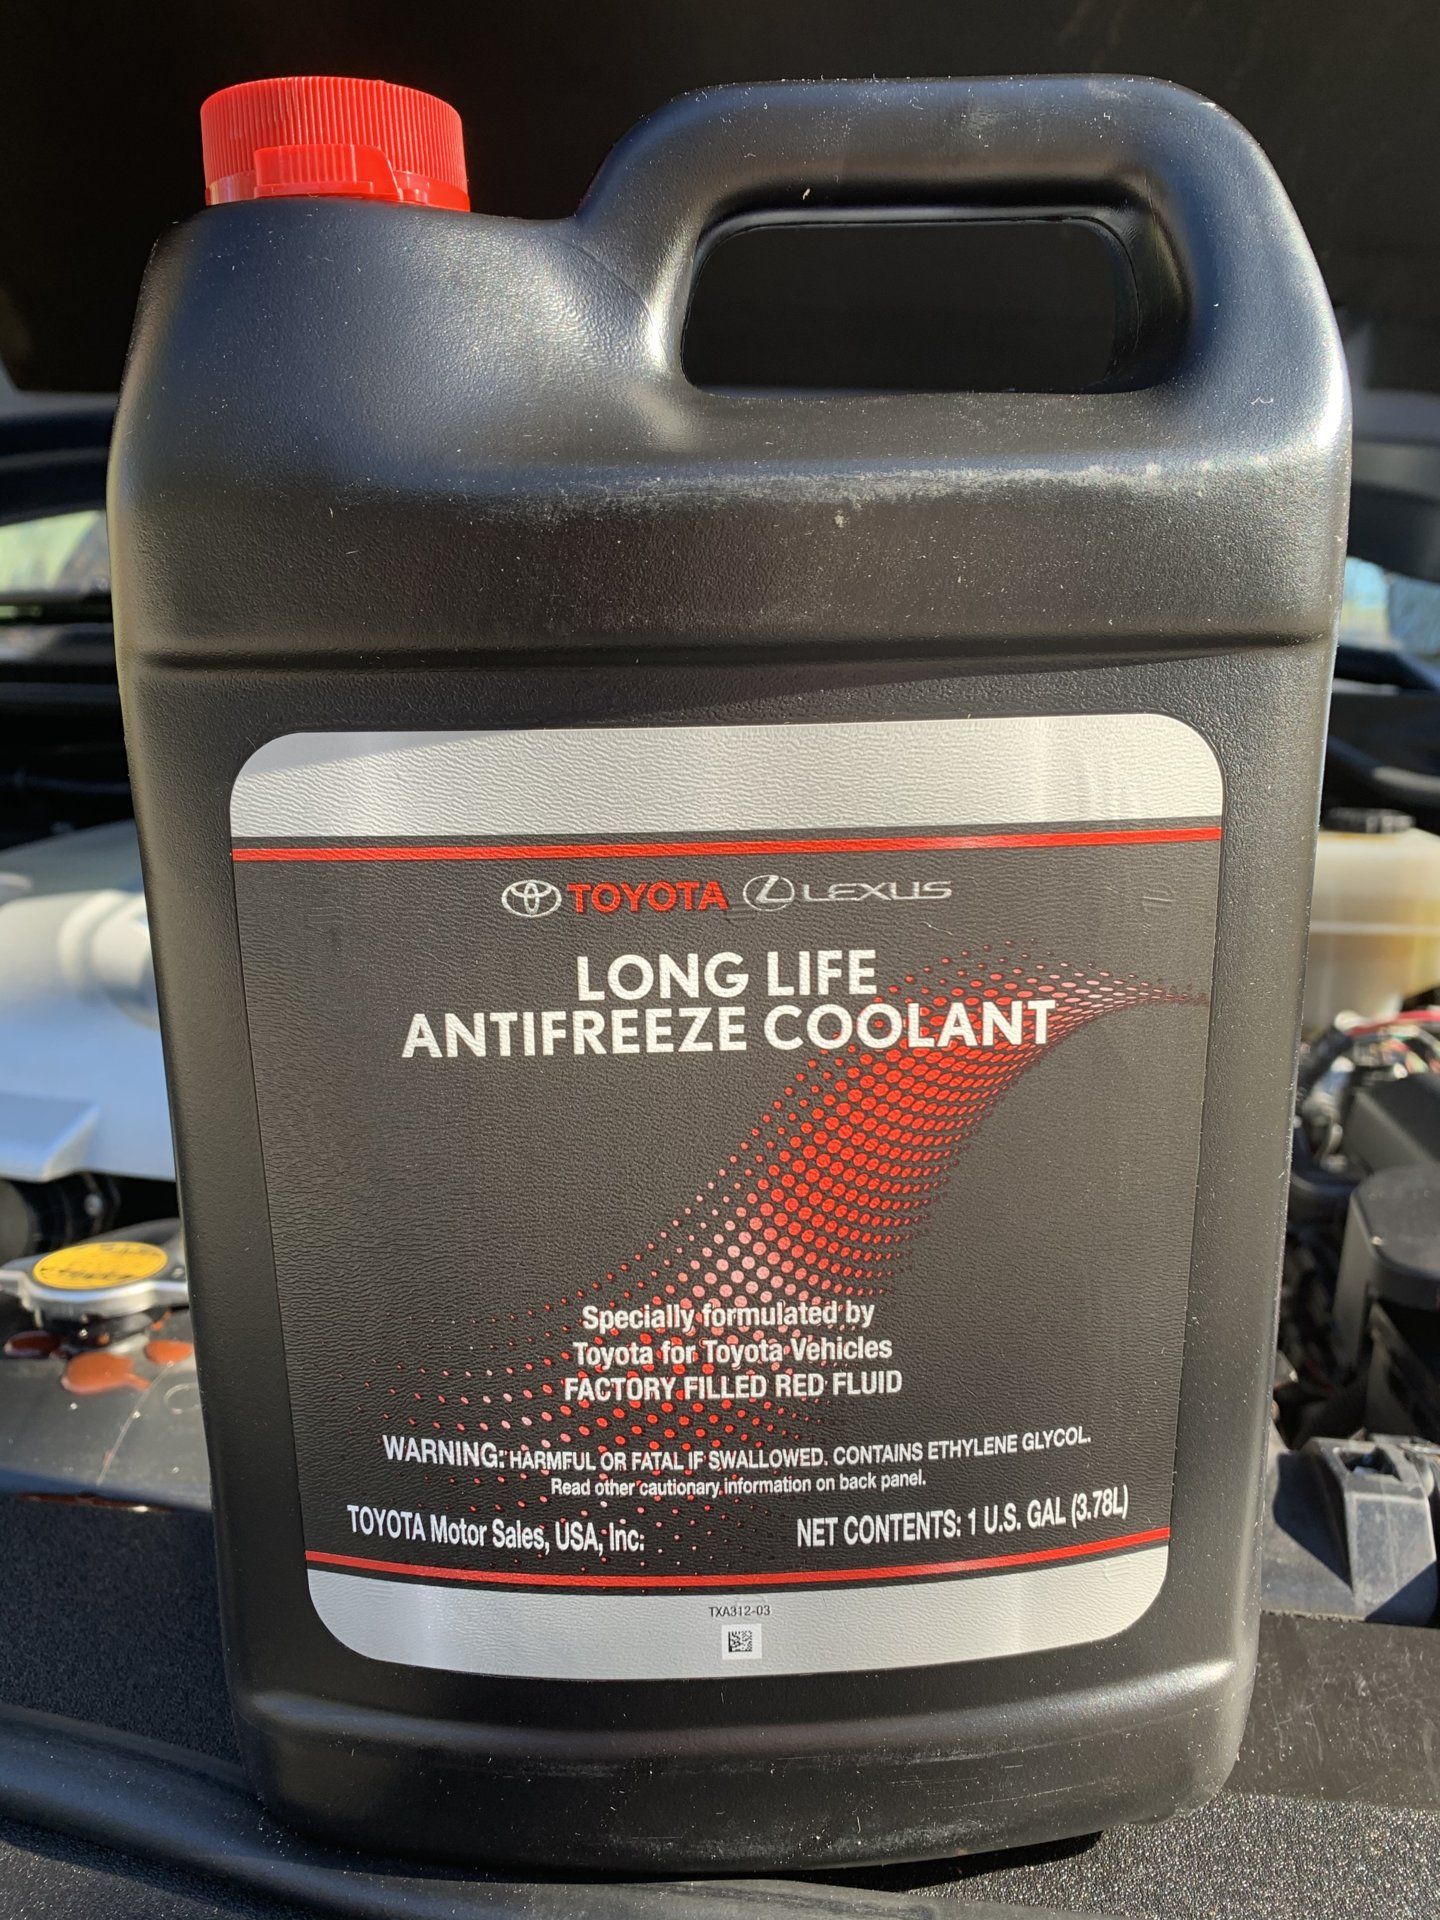 TOYOTA LEXUS
LONG LIFE
ANTIFREEZE COOLANT
Specially formulated by
Toyota for Toyota Vehicles
FACTORY FILLED RED FLUID
WARNING: HARMFUL OR FATAL IF SWALLOWED. CONTAINS ETHYLENE GLYCOL.
Read other cautionary information on back panel.
TOYOTA Motor Sales, USA, Inc. NET CONTENTS: 1 U.S. GAL (3.78L)
TXA312-03